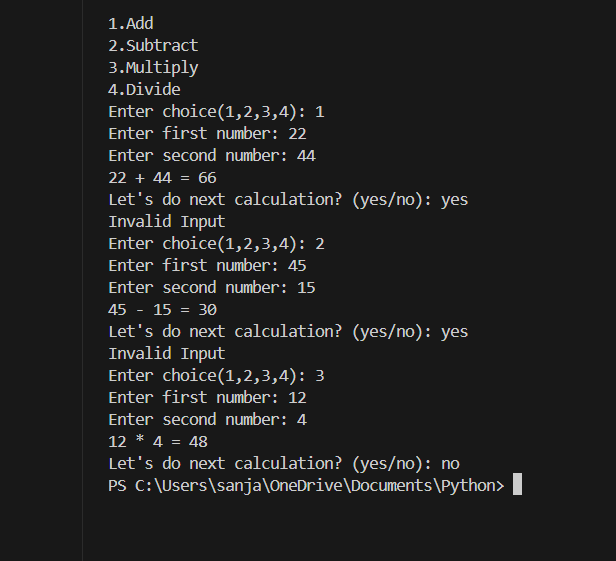 1.Add
2.Subtract
3.Multiply
4.Divide
Enter choice(1,2,3,4): 1
Enter first number: 22
Enter second number: 44
22 + 44 = 66
Let's do next calculation? (yes/no): yes
Invalid Input
Enter choice(1,2,3,4): 2
Enter first number: 45
Enter second number: 15
45 - 15 = 30
Let's do next calculation? (yes/no): yes
Invalid Input
Enter choice(1,2,3,4): 3
Enter first number: 12
Enter second number: 4
12 * 4 = 48
Let's do next calculation? (yes/no): no
PS C:\Users\sanja\OneDrive\Documents\Python>